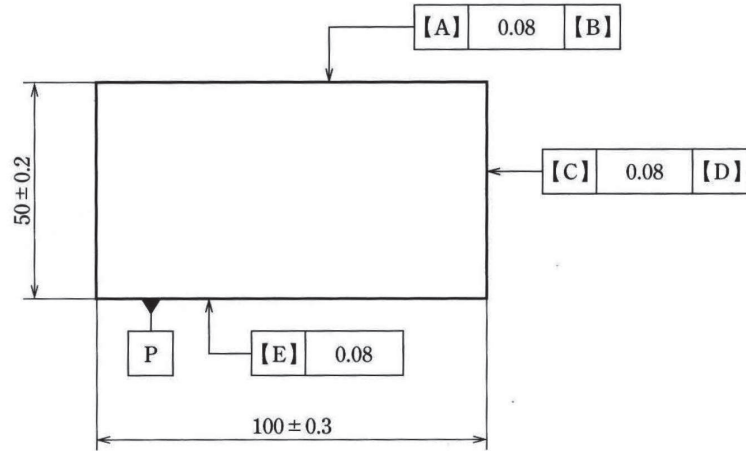 【A】 0.08 【B】
50±0.2
【C】 0.08 【D】
P
【E】 0.08
100±0.3